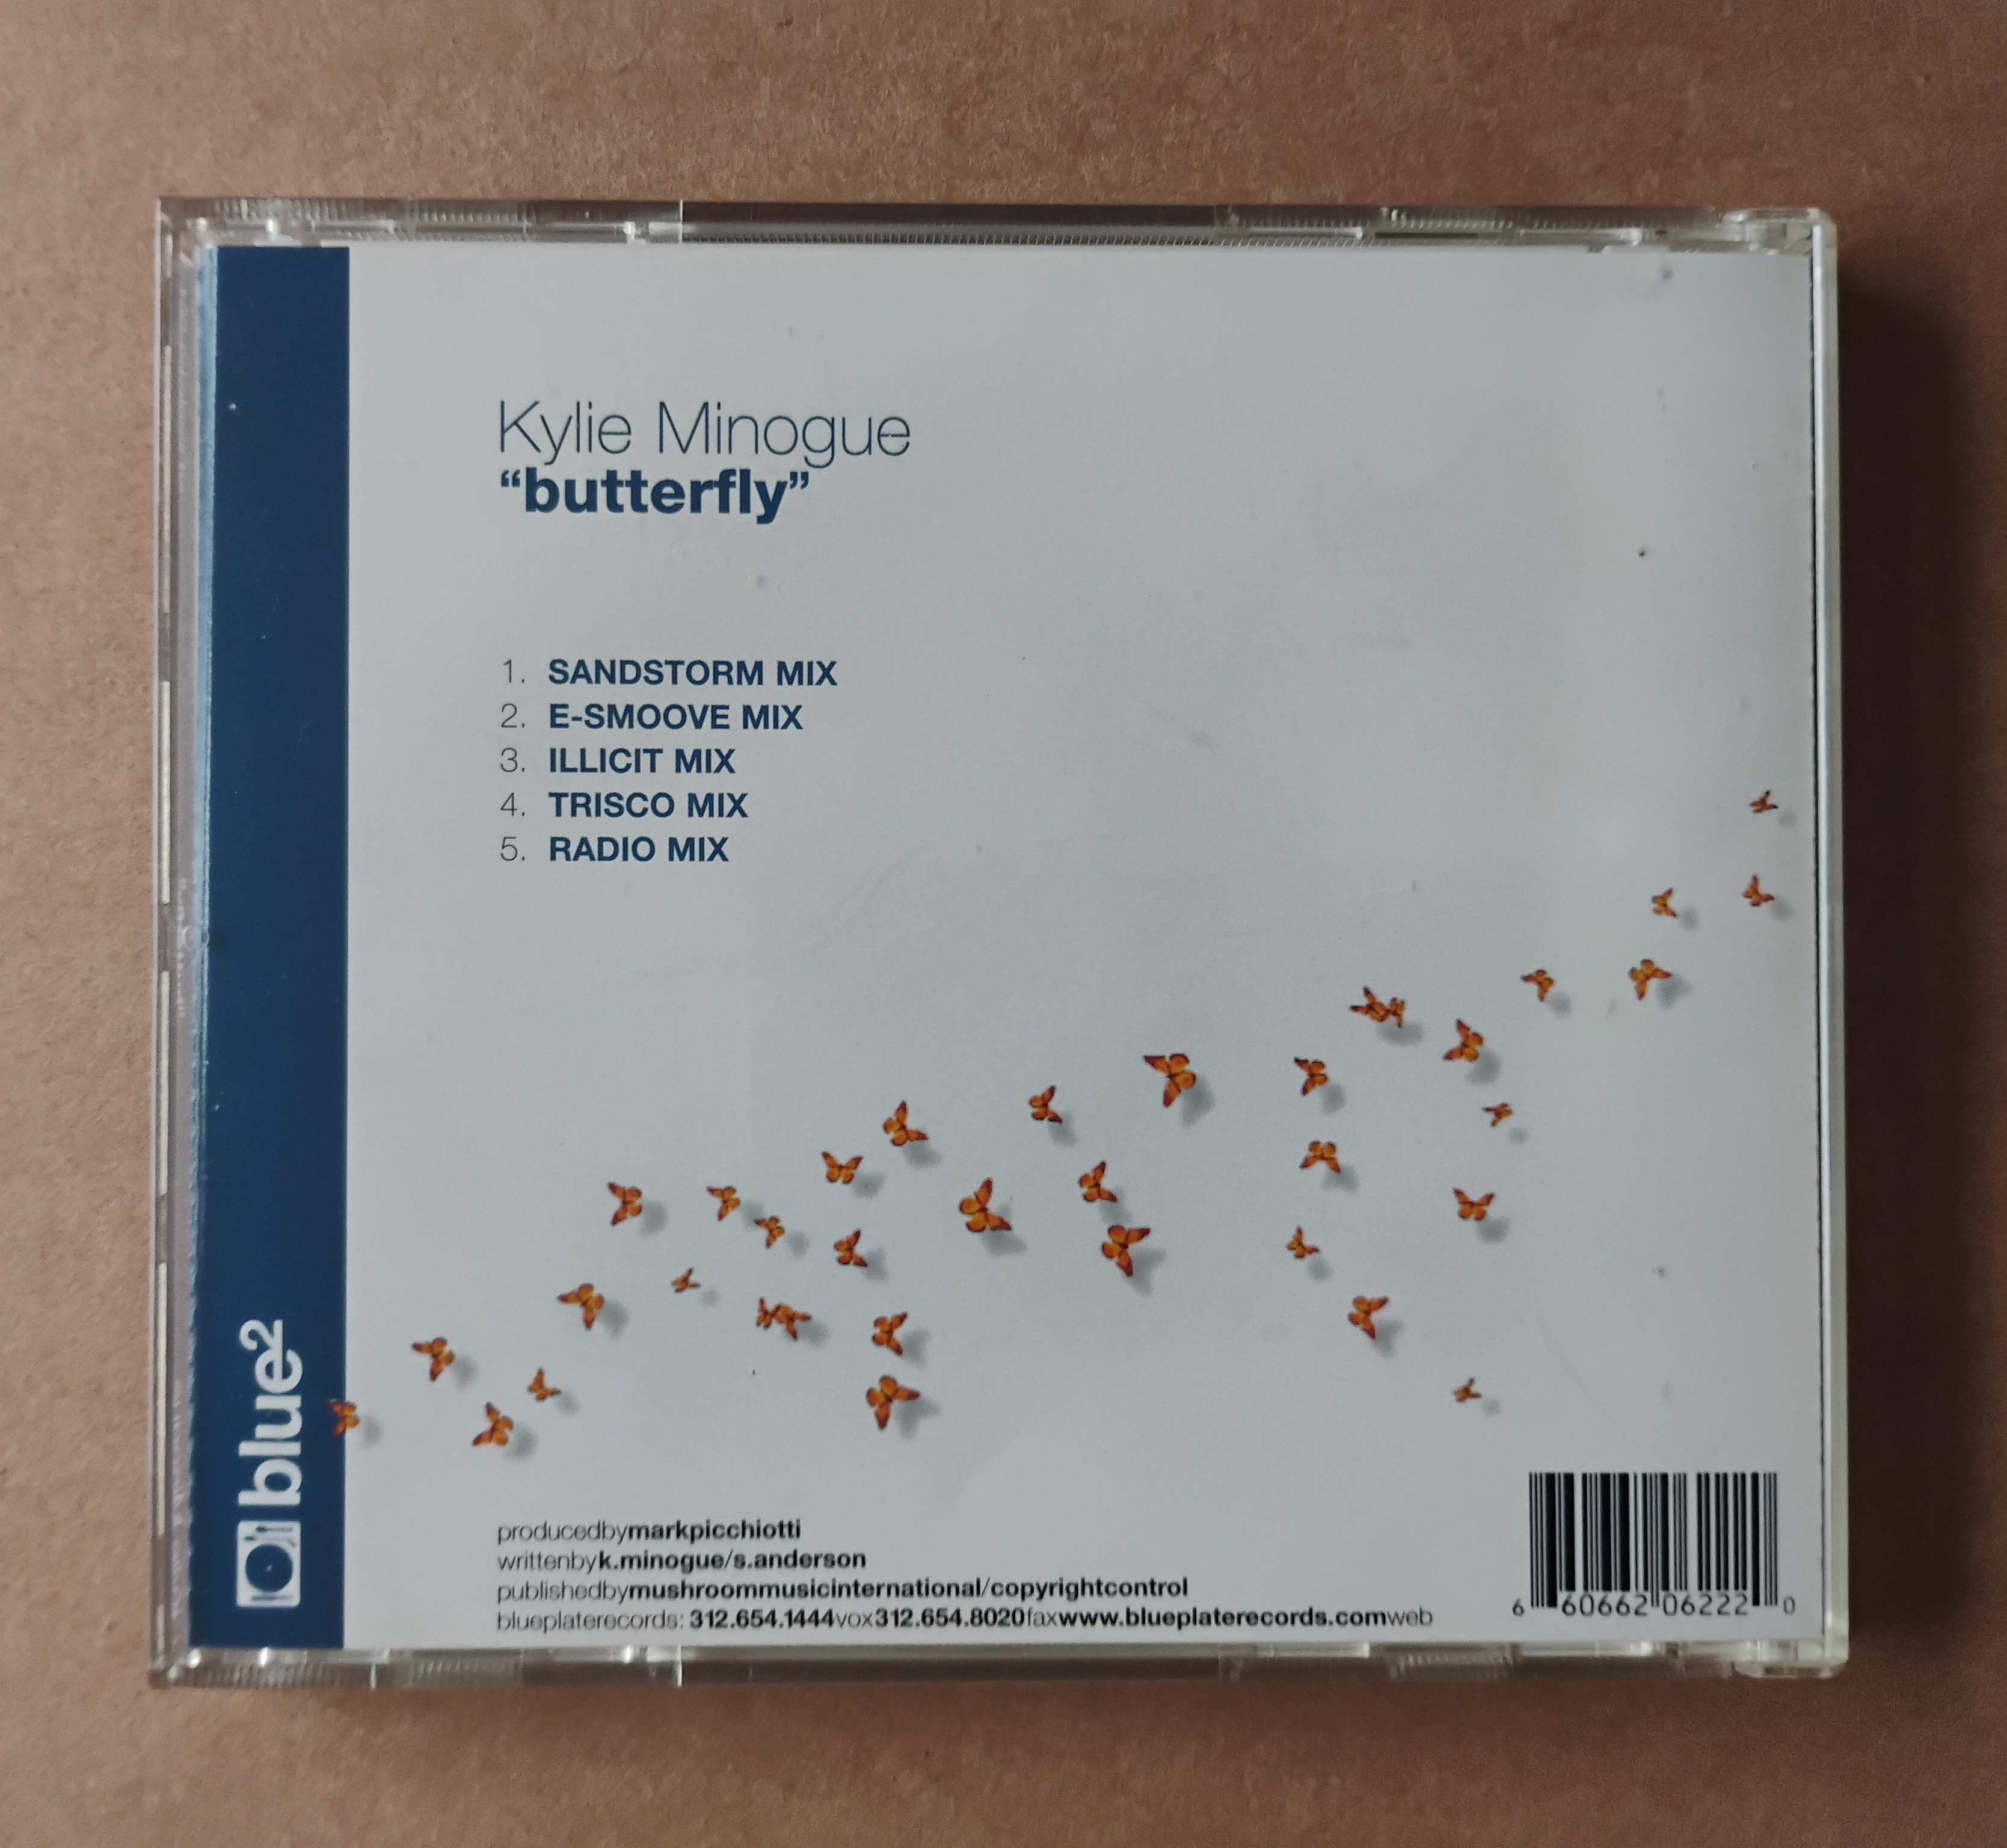 Kylie Minogue
“butterfly”
1. SANDSTORM MIX
2. E-SMOOVE MIX
3. ILLICIT MIX
4. TRISCO MIX
5. RADIO MIX
blue2
producedbymarkpicchiotti
writtenbyk.minogue/s.anderson
publishedbymushroommusicinternational/copyrightcontrol
blueplaterecords: 312.654.1444vox312.654.8020faxwww.blueplaterecords.comweb
6 60662 06222 0